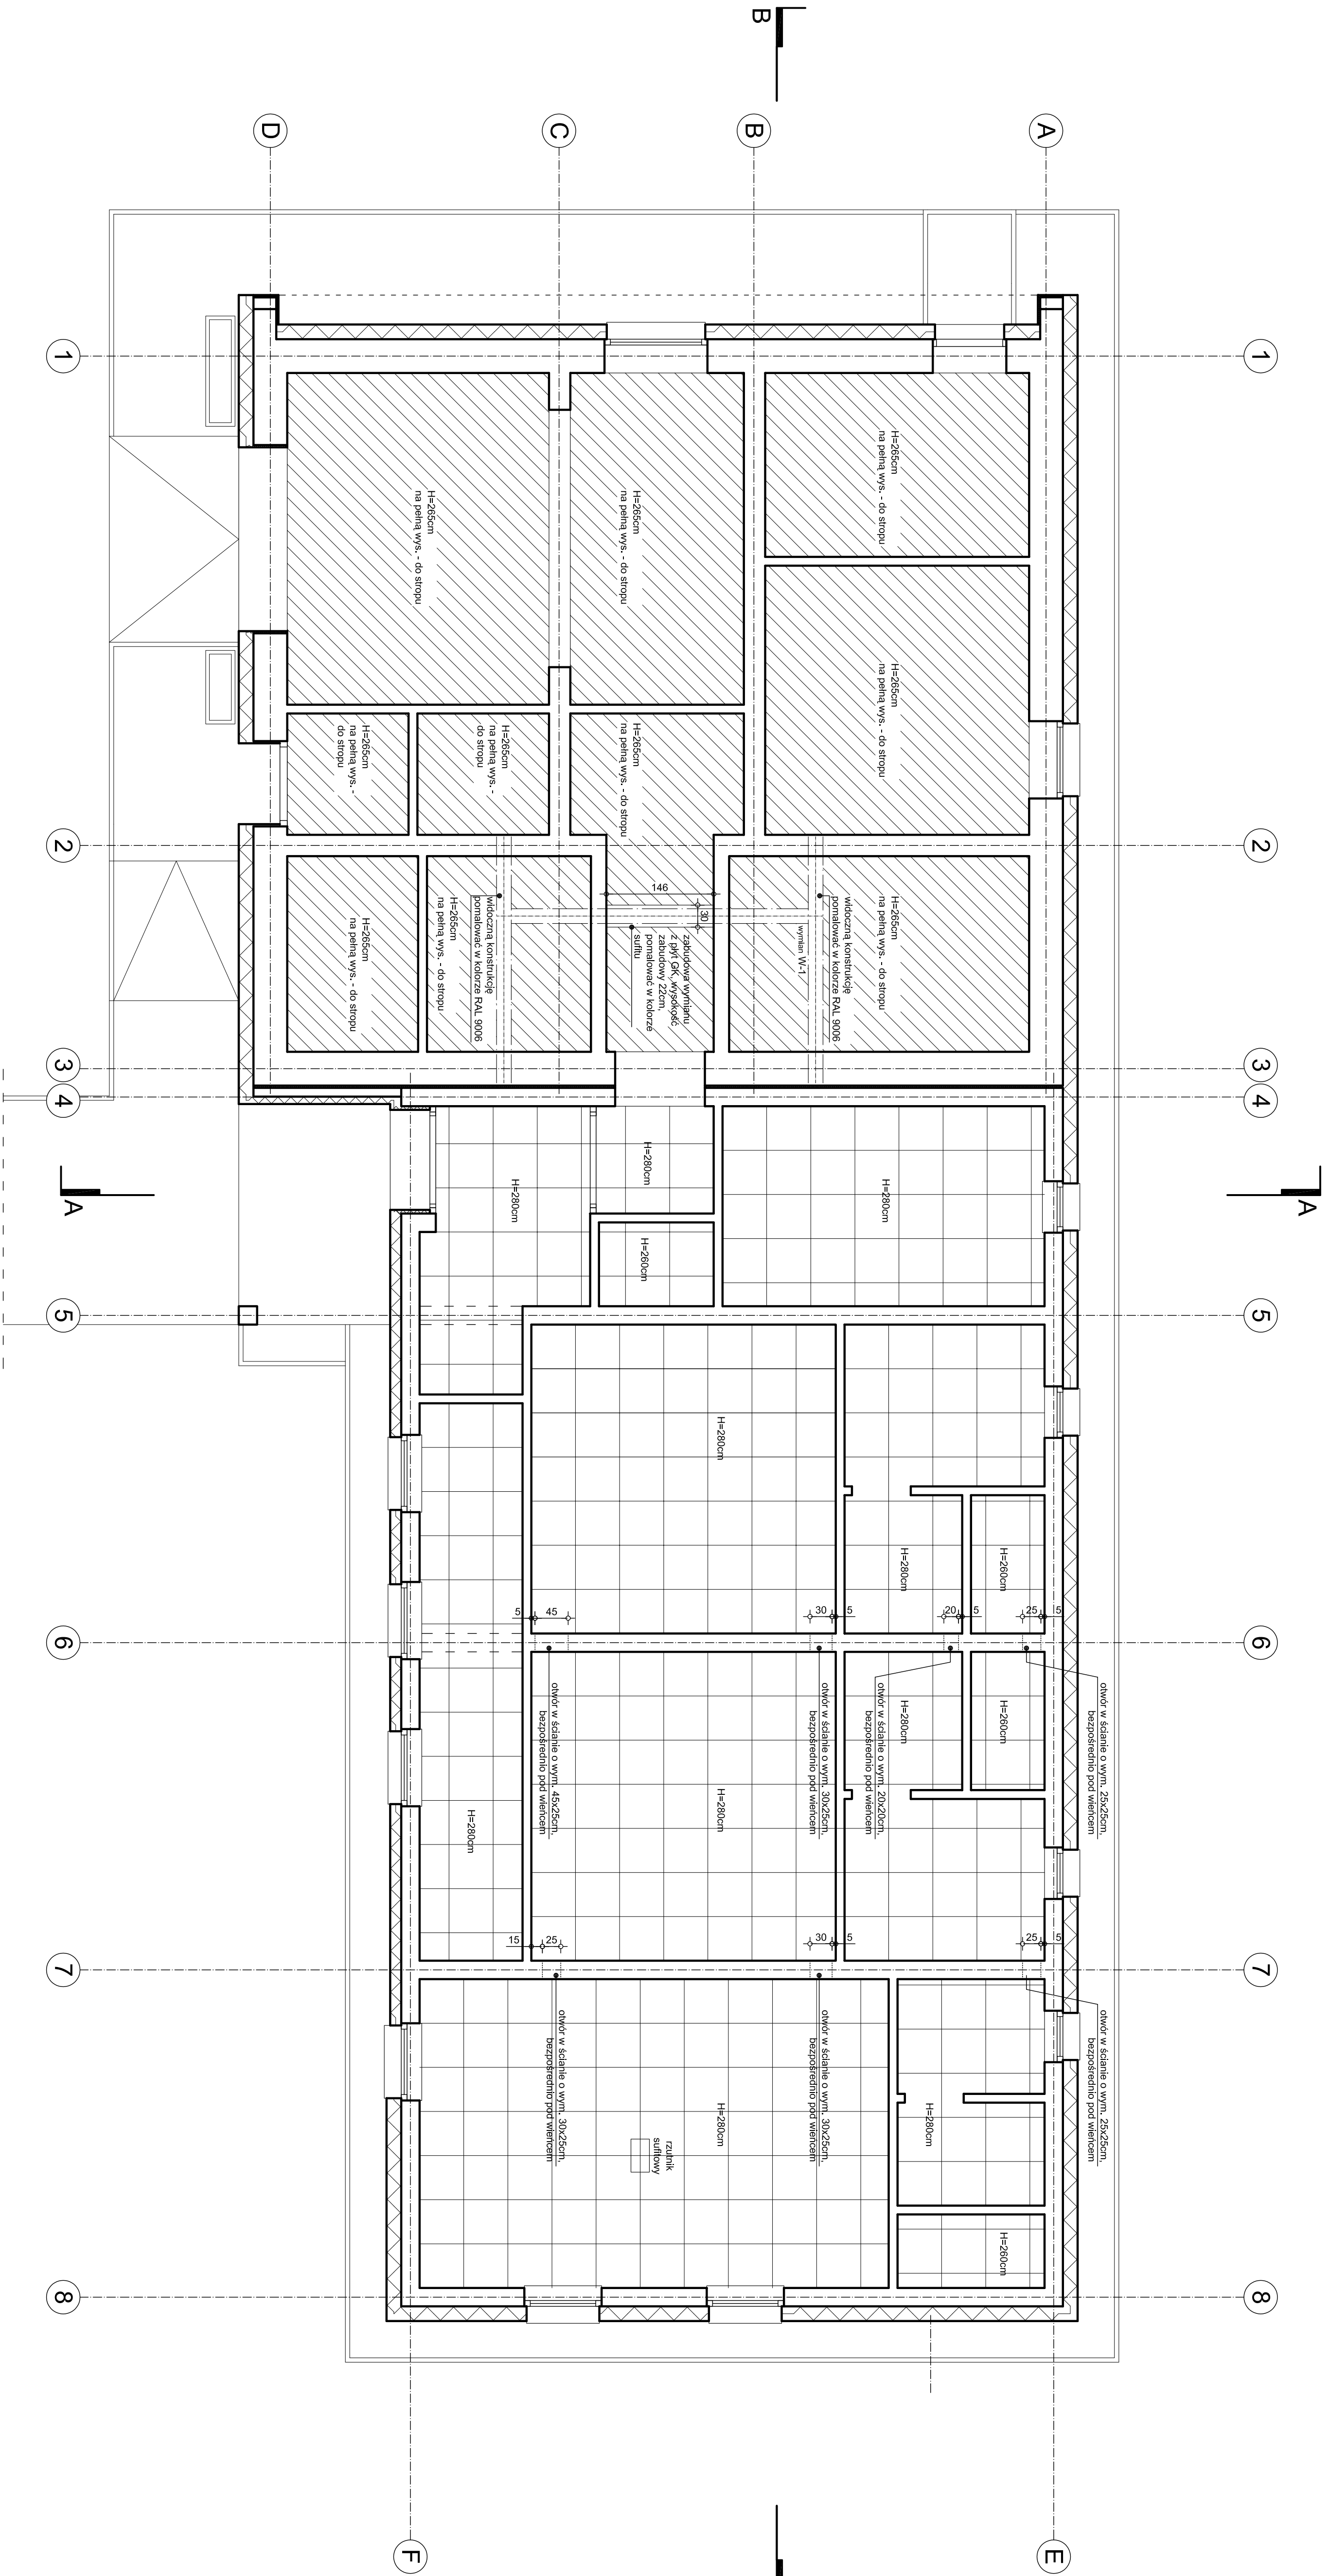 A
1
2
3
4
5
6
7
8
otwór w ścianie o wym. 25x25cm,
bezpośrednio pod wieńcem
otwór w ścianie o wym. 25x25cm,
bezpośrednio pod wieńcem
A
E
5
25
5
25
H=260cm
H=260cm
H=260cm
5
20
H=265cm
na pełną wys. - do stropu
H=265cm
na pełną wys. - do stropu
H=265cm
na pełną wys. - do stropu
H=280cm
H=280cm
H=280cm
H=280cm
otwór w ścianie o wym. 20x20cm,
bezpośrednio pod wieńcem
widoczną konstrukcję
pomalować w kolorze RAL 9006
wymian W-1
5
30
5
30
otwór w ścianie o wym. 30x25cm,
bezpośrednio pod wieńcem
otwór w ścianie o wym. 30x25cm,
bezpośrednio pod wieńcem
B
B
30
146
zabudowa wymianu
z płyt GK, wysokość
zabudowy 22cm,
pomalować w kolorze
sufitu
H=280cm
H=280cm
H=280cm
rzutnik
sufitowy
H=265cm
na pełną wys. - do stropu
H=265cm
na pełną wys. - do stropu
H=280cm
H=260cm
C
45
5
25
15
otwór w ścianie o wym. 45x25cm,
bezpośrednio pod wieńcem
otwór w ścianie o wym. 30x25cm,
bezpośrednio pod wieńcem
H=265cm
na pełną wys. -
do stropu
widoczną konstrukcję
pomalować w kolorze RAL 9006
H=265cm
na pełną wys. - do stropu
H=280cm
H=280cm
H=265cm
na pełną wys. - do stropu
F
H=265cm
na pełną wys. -
do stropu
H=265cm
na pełną wys. - do stropu
D
A
1
2
3
4
5
6
7
8